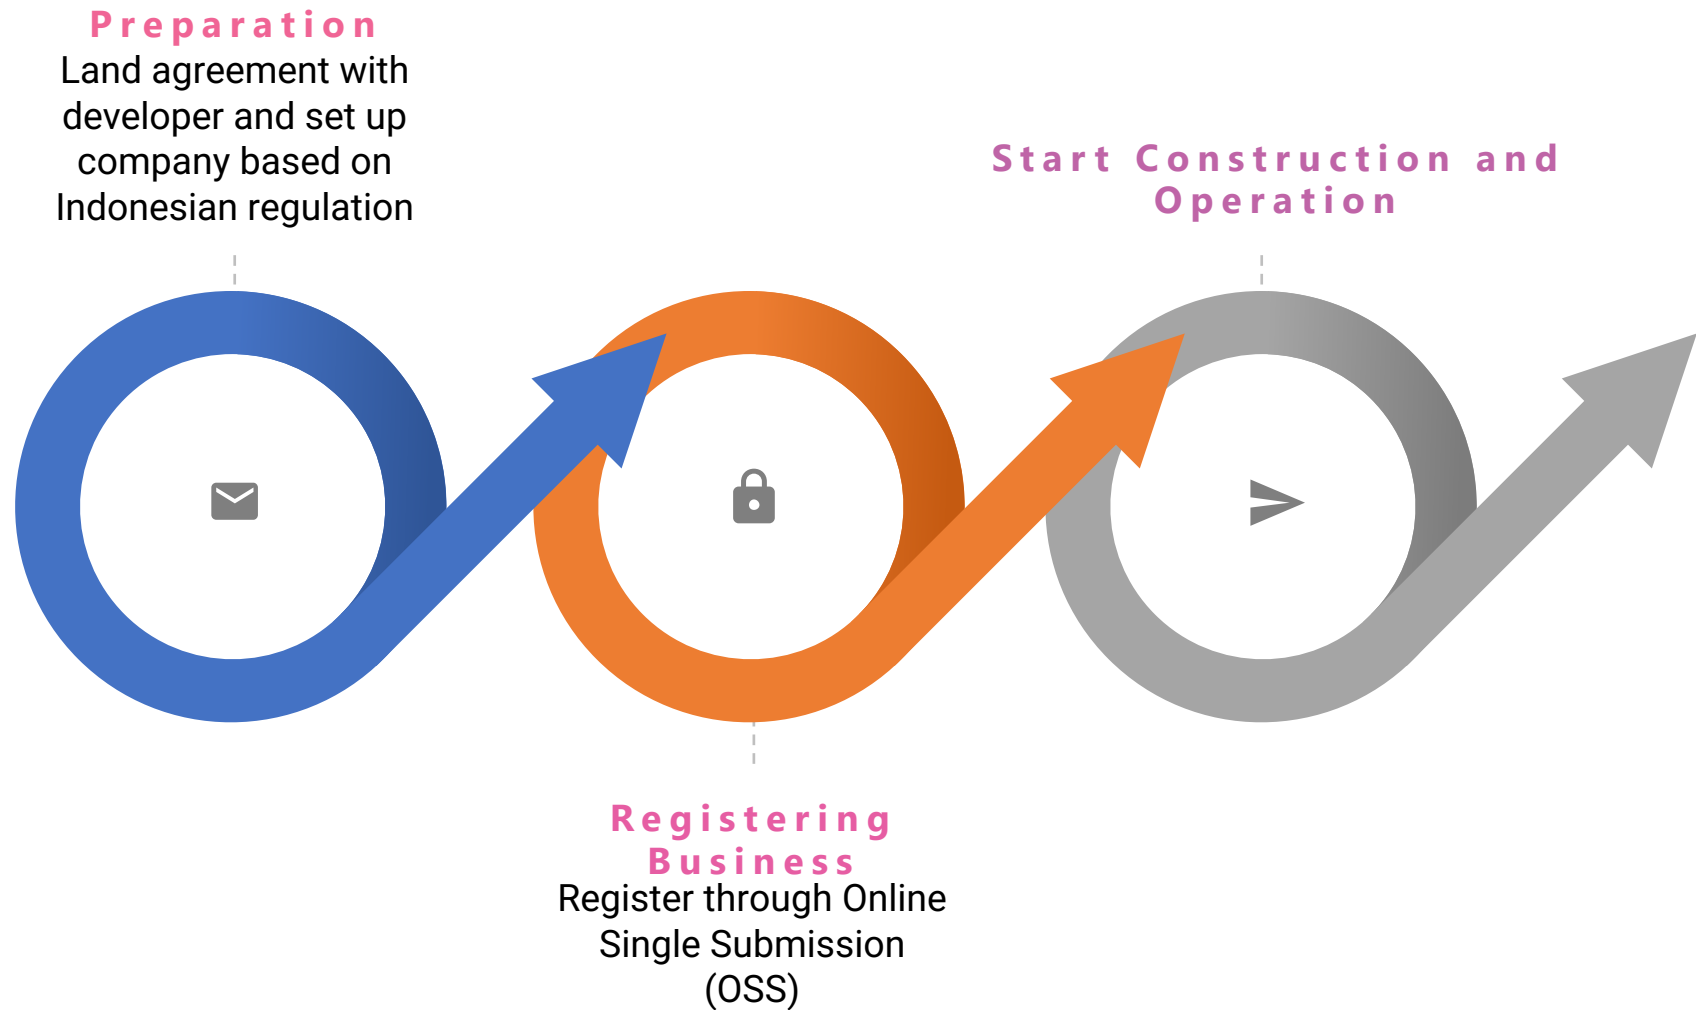 Preparation
Land agreement with
developer and set up
company based on
Indonesian regulation
Registering
Business
Register through Online
Single Submission
(OSS)
Start Construction and
Operation